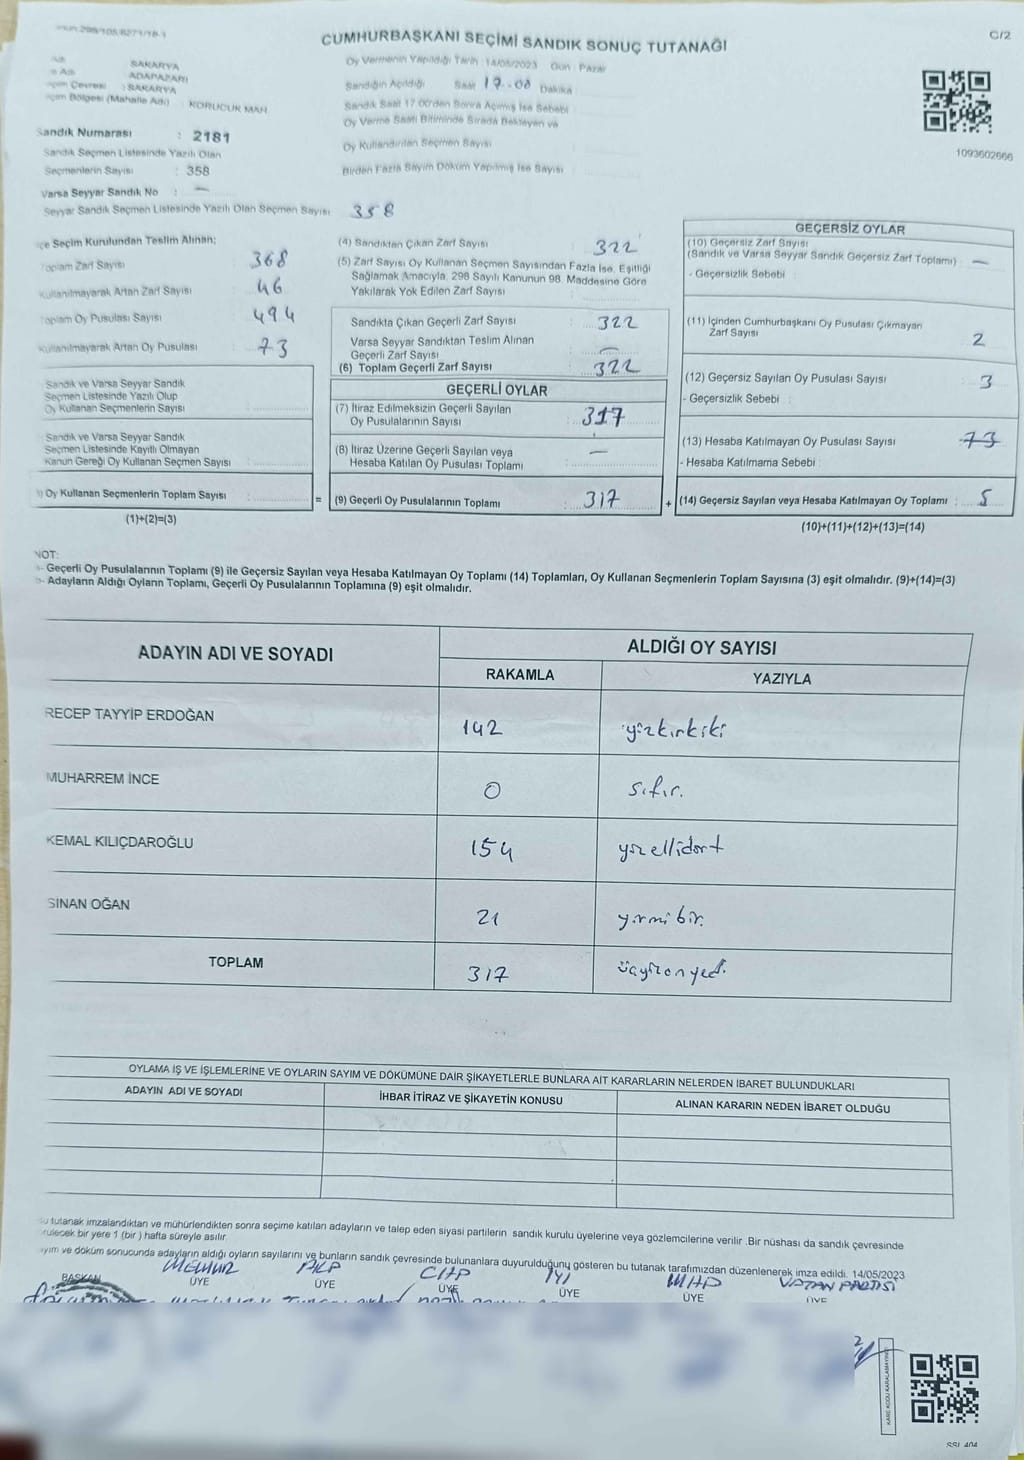 CUMHURBAŞKANI SEÇİMİ SANDIK SONUÇ TUTANAĞI
C/2
SAKARYA
ADAPAZARI
: SAKARYA
Bölgesi (Mahalle Adı) : KORUCUK MAH
Sandık Numarası : 2181
Sandık Seçmen Listesinde Yazılı Olan
Seçmenlerin Sayısı : 358
Varsa Seyyar Sandık No : —
Seyyar Sandık Seçmen Listesinde Yazılı Olan Seçmen Sayısı 358
Oy Vermenin Yapıldığı Tarih : 14/05/2023 Gün : Pazar
Sandığın Açıldığı Saat 17.00 Dakika
Sandık Saat 17.00'den Sonra Açılmış İse Sebebi
Oy Verme Saati Bitiminde Sırada Bekleyen ve
Oy Kullandırılan Seçmen Sayısı
Birden Fazla Sayım Döküm Yapılmış İse Sayısı
1093602666
Seçim Kurulundan Teslim Alınan;
Toplam Zarf Sayısı 368
Kullanılmayarak Artan Zarf Sayısı 46
Toplam Oy Pusulası Sayısı 494
Kullanılmayarak Artan Oy Pusulası 73
Sandık ve Varsa Seyyar Sandık
Seçmen Listesinde Yazılı Olup
Oy Kullanan Seçmenlerin Sayısı
Sandık ve Varsa Seyyar Sandık
Seçmen Listesinde Kayıtlı Olmayan
Kanun Gereği Oy Kullanan Seçmen Sayısı
Oy Kullanan Seçmenlerin Toplam Sayısı :
(1)+(2)=(3)
(4) Sandıktan Çıkan Zarf Sayısı 322
(5) Zarf Sayısı Oy Kullanan Seçmen Sayısından Fazla İse, Eşitliği
Sağlamak Amacıyla, 298 Sayılı Kanunun 98. Maddesine Göre
Yakılarak Yok Edilen Zarf Sayısı
Sandıkta Çıkan Geçerli Zarf Sayısı : 322
Varsa Seyyar Sandıktan Teslim Alınan
Geçerli Zarf Sayısı : —
(6) Toplam Geçerli Zarf Sayısı 322
GEÇERLİ OYLAR
(7) İtiraz Edilmeksizin Geçerli Sayılan
Oy Pusulalarının Sayısı : 317
(8) İtiraz Üzerine Geçerli Sayılan veya
Hesaba Katılan Oy Pusulası Toplamı : —
= (9) Geçerli Oy Pusulalarının Toplamı : 317
GEÇERSİZ OYLAR
(10) Geçersiz Zarf Sayısı
(Sandık ve Varsa Seyyar Sandık Geçersiz Zarf Toplamı) : —
- Geçersizlik Sebebi :
(11) İçinden Cumhurbaşkanı Oy Pusulası Çıkmayan
Zarf Sayısı 2
(12) Geçersiz Sayılan Oy Pusulası Sayısı : 3
- Geçersizlik Sebebi :
(13) Hesaba Katılmayan Oy Pusulası Sayısı 73
- Hesaba Katılmama Sebebi :
+ (14) Geçersiz Sayılan veya Hesaba Katılmayan Oy Toplamı : 5
(10)+(11)+(12)+(13)=(14)
NOT:
- Geçerli Oy Pusulalarının Toplamı (9) ile Geçersiz Sayılan veya Hesaba Katılmayan Oy Toplamı (14) Toplamları, Oy Kullanan Seçmenlerin Toplam Sayısına (3) eşit olmalıdır. (9)+(14)=(3)
- Adayların Aldığı Oyların Toplamı, Geçerli Oy Pusulalarının Toplamına (9) eşit olmalıdır.
ADAYIN ADI VE SOYADI ALDIĞI OY SAYISI
RAKAMLA YAZIYLA
RECEP TAYYİP ERDOĞAN 142 yüzkırkiki
MUHARREM İNCE 0 sıfır.
KEMAL KILIÇDAROĞLU 154 yüzellidört
SİNAN OĞAN 21 yirmibir.
TOPLAM 317 üçyüzonyedi
OYLAMA İŞ VE İŞLEMLERİNE VE OYLARIN SAYIM VE DÖKÜMÜNE DAİR ŞİKAYETLERLE BUNLARA AİT KARARLARIN NELERDEN İBARET BULUNDUKLARI
ADAYIN ADI VE SOYADI İHBAR İTİRAZ VE ŞİKAYETİN KONUSU ALINAN KARARIN NEDEN İBARET OLDUĞU
tutanak imzalandıktan ve mühürlendikten sonra seçime katılan adayların ve talep eden siyasi partilerin sandık kurulu üyelerine veya gözlemcilerine verilir .Bir nüshası da sandık çevresinde
bir yere 1 (bir ) hafta süreyle asılır.
ve döküm sonucunda adayların aldığı oyların sayılarını ve bunların sandık çevresinde bulunanlara duyurulduğunu gösteren bu tutanak tarafımızdan düzenlenerek imza edildi. 14/05/2023
MEMUR AKP CHP İYİ MHP VATAN PARTİSİ
BAŞKAN ÜYE ÜYE ÜYE ÜYE ÜYE ÜYE
KARE KODU KARALAMAYINIZ